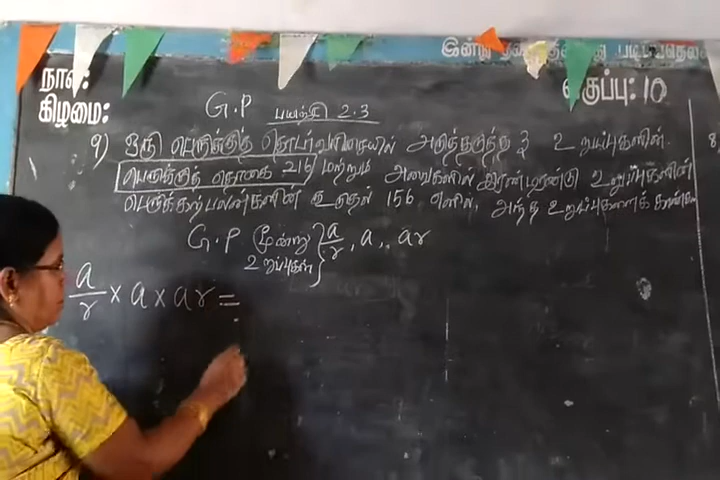 நாள்:
கிழமை:
வகுப்பு: 10
G.P பயிற்சி 2.3
9) ஒரு பெருக்குத் தொடர்வரிசையில் அடுத்தடுத்த 3 உறுப்புகளின்
பெருக்குத் தொகை 216 மற்றும் அவைகளில் இரண்டிரண்டு உறுப்புகளின்
பெருக்கற்பலன்களின் கூடுதல் 156 எனில், அந்த உறுப்புகளைக் காண்க
8,
G.P மூன்று } a/r, a, ar
உறுப்புகள்
a/r × a × ar =